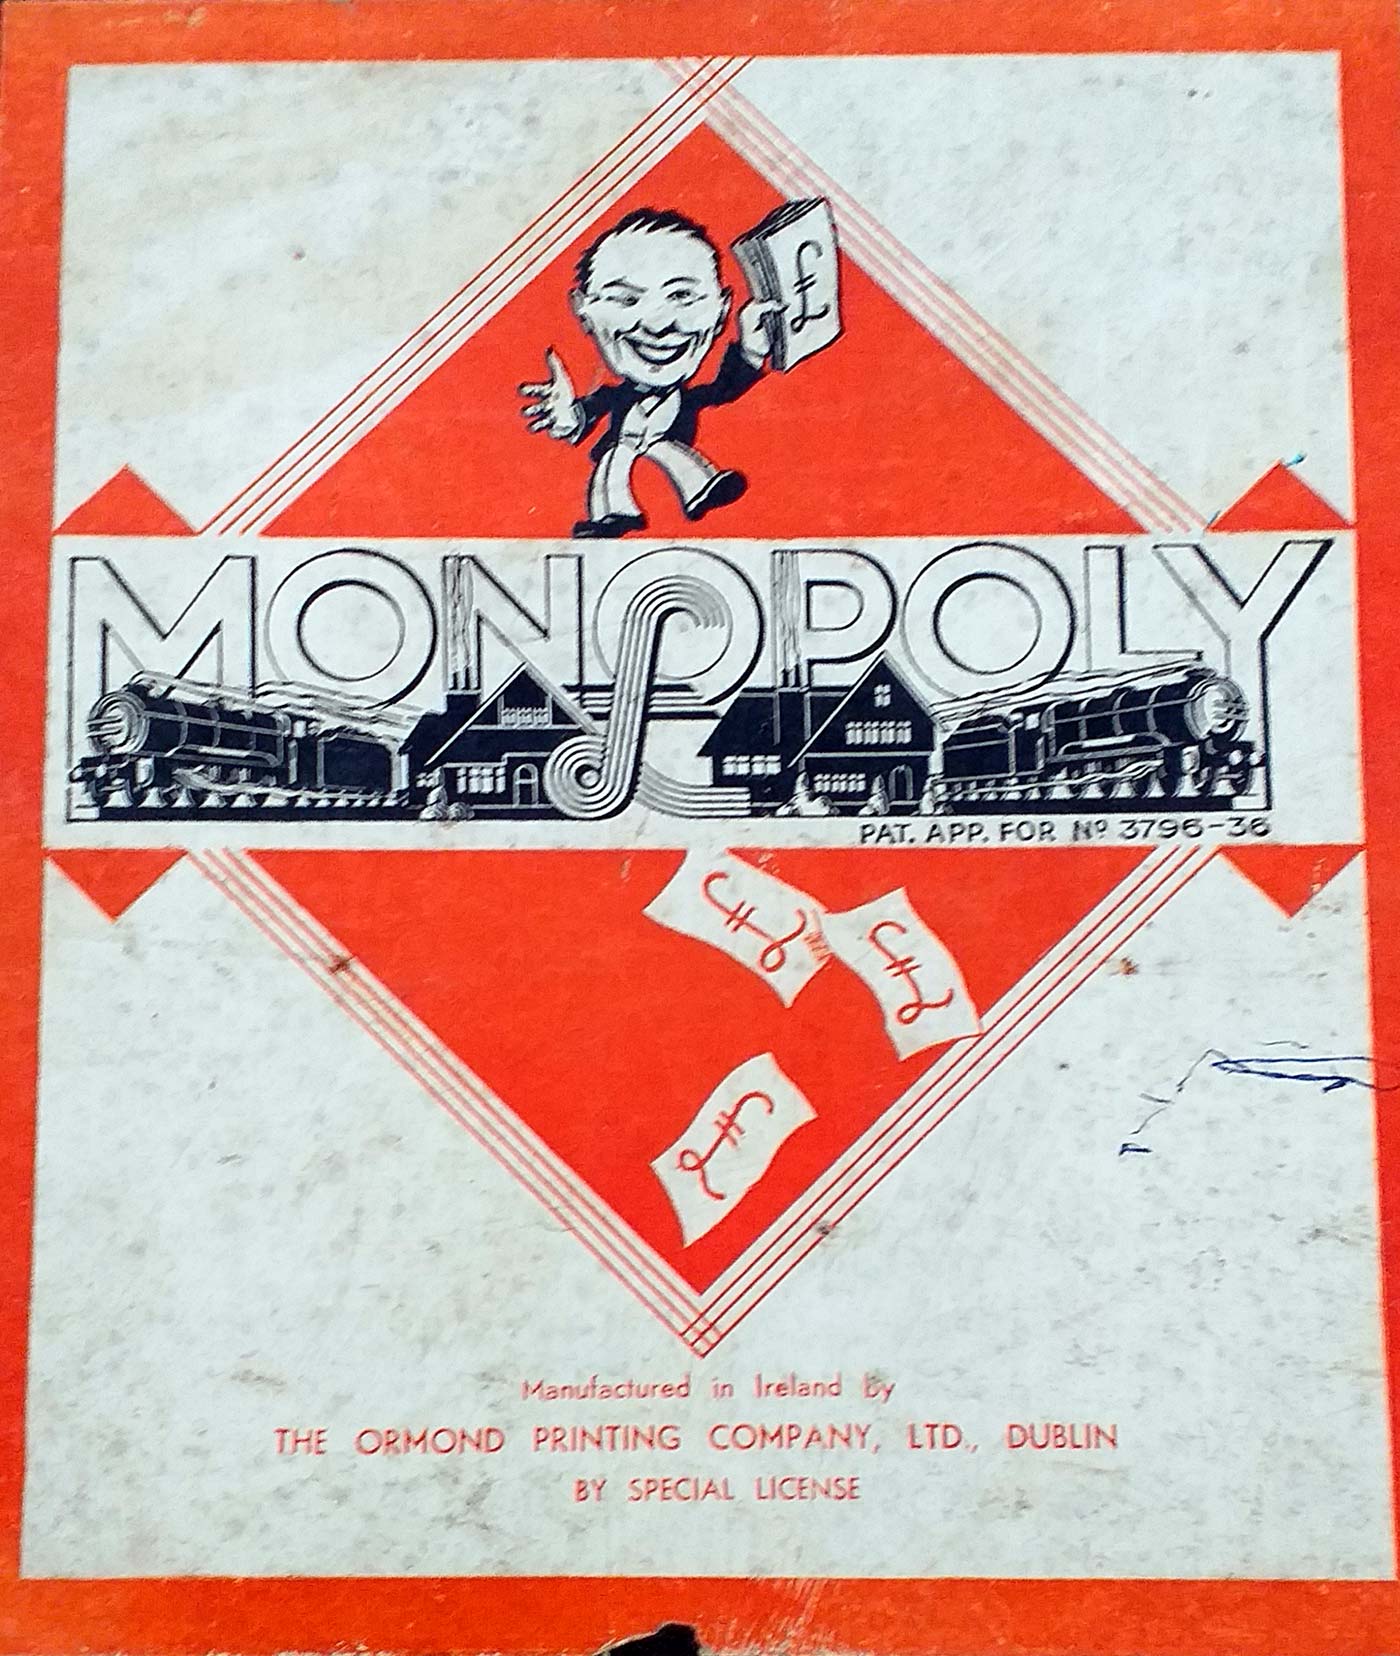 £
MONOPOLY
PAT. APP. FOR Nº 3796-36
£
£
£
Manufactured in Ireland by
THE ORMOND PRINTING COMPANY, LTD., DUBLIN
BY SPECIAL LICENSE